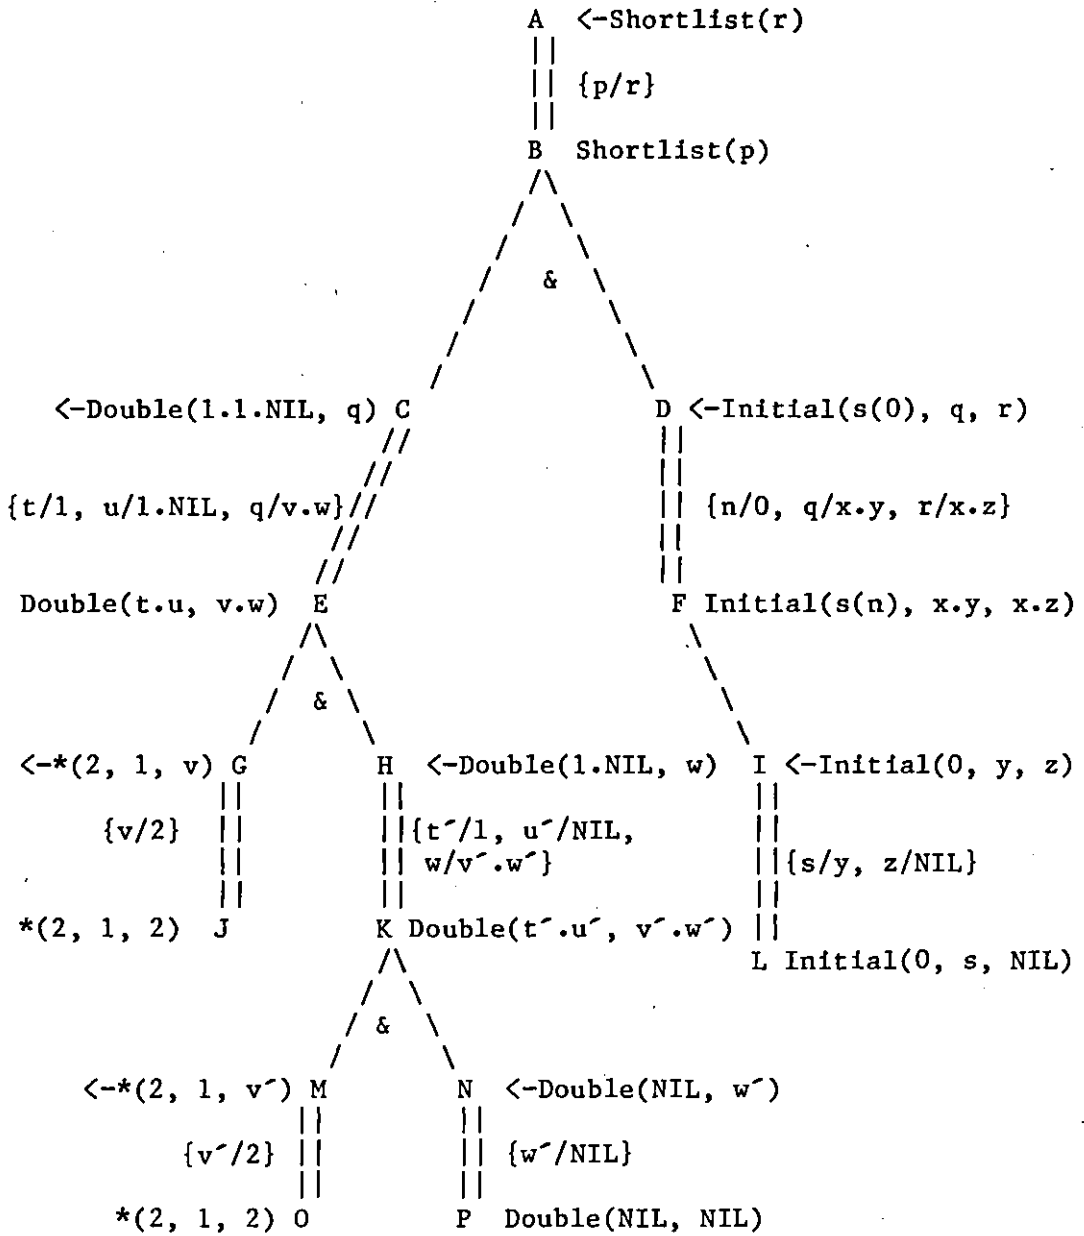 A <-Shortlist(r)
{p/r}
B Shortlist(p)
&
<-Double(1.1.NIL, q) C D <-Initial(s(0), q, r)
{t/1, u/1.NIL, q/v.w} {n/0, q/x.y, r/x.z}
Double(t.u, v.w) E F Initial(s(n), x.y, x.z)
&
<-*(2, 1, v) G H <-Double(1.NIL, w) I <-Initial(0, y, z)
{v/2} {t´/1, u´/NIL,
w/v´.w´} {s/y, z/NIL}
*(2, 1, 2) J K Double(t´.u´, v´.w´)
L Initial(0, s, NIL)
&
<-*(2, 1, v´) M N <-Double(NIL, w´)
{v´/2} {w´/NIL}
*(2, 1, 2) O P Double(NIL, NIL)